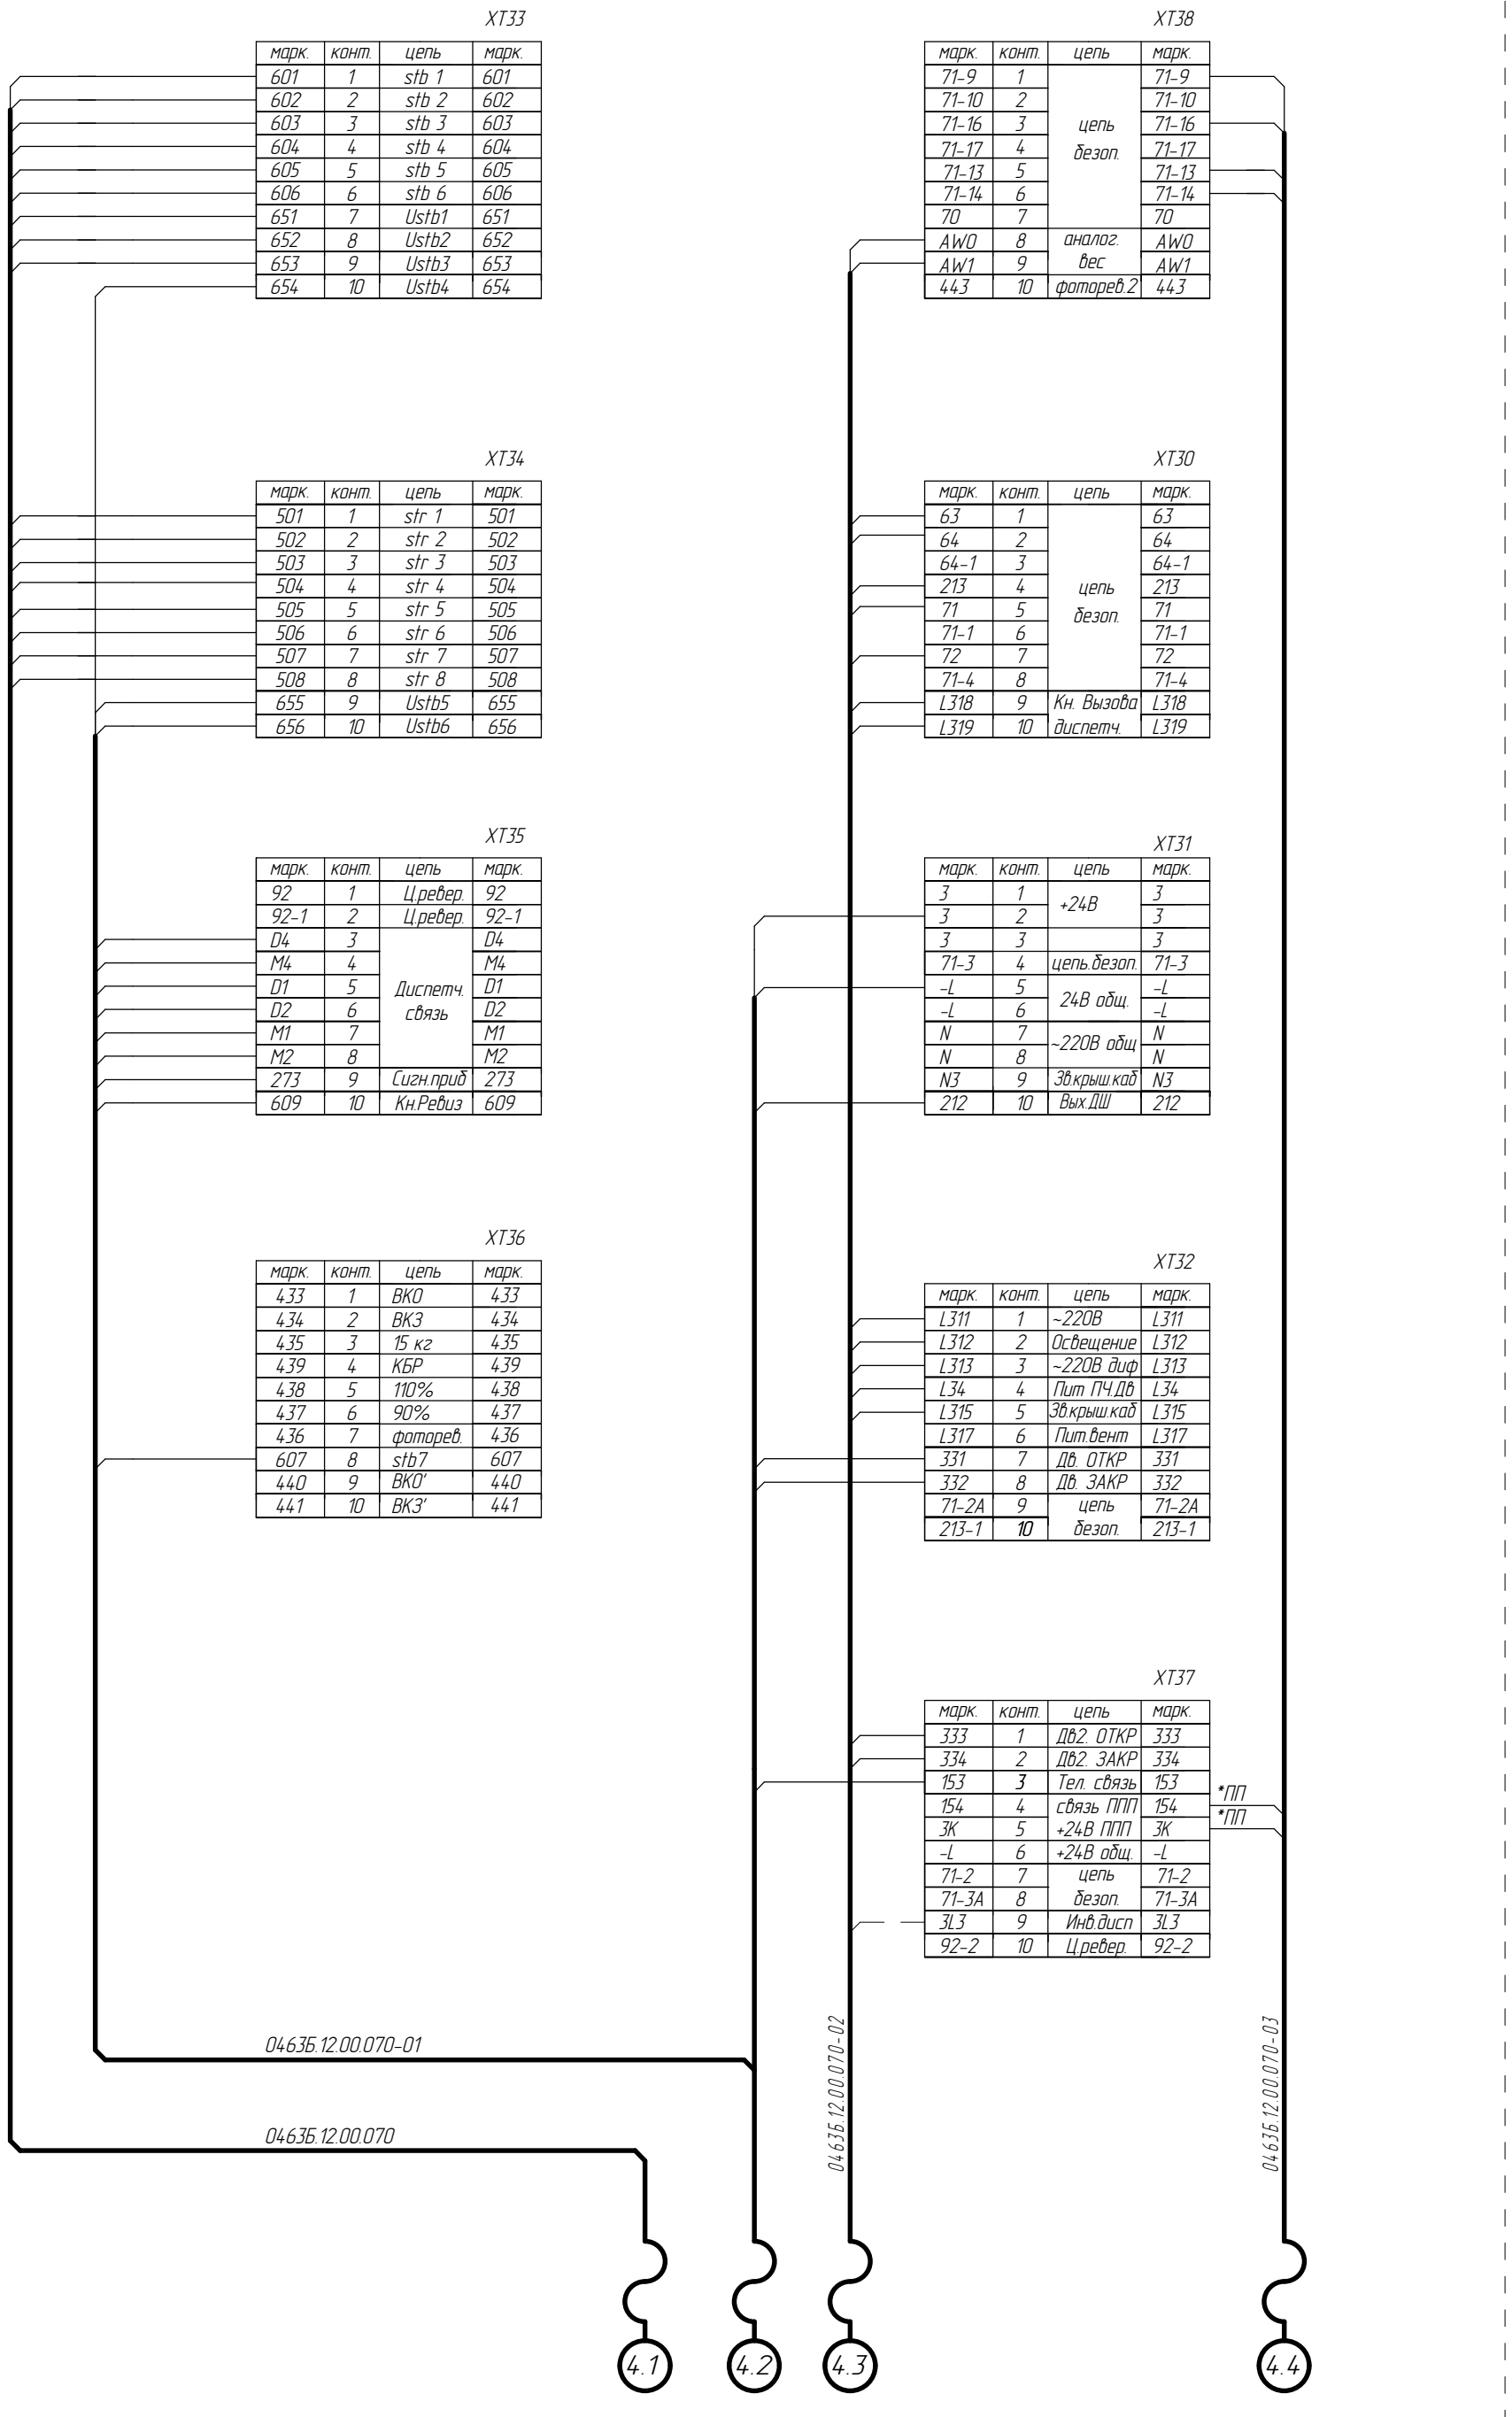 XT33
марк. конт. цепь марк.
601 1 stb 1 601
602 2 stb 2 602
603 3 stb 3 603
604 4 stb 4 604
605 5 stb 5 605
606 6 stb 6 606
651 7 Ustb1 651
652 8 Ustb2 652
653 9 Ustb3 653
654 10 Ustb4 654
XT34
марк. конт. цепь марк.
501 1 str 1 501
502 2 str 2 502
503 3 str 3 503
504 4 str 4 504
505 5 str 5 505
506 6 str 6 506
507 7 str 7 507
508 8 str 8 508
655 9 Ustb5 655
656 10 Ustb6 656
XT35
марк. конт. цепь марк.
92 1 Ц.ревер. 92
92-1 2 Ц.ревер. 92-1
D4 3 D4
M4 4 M4
D1 5 Диспетч. D1
D2 6 связь D2
M1 7 M1
M2 8 M2
273 9 Сигн.приб 273
609 10 Кн.Ревиз 609
XT36
марк. конт. цепь марк.
433 1 ВКО 433
434 2 ВКЗ 434
435 3 15 кг 435
439 4 КБР 439
438 5 110% 438
437 6 90% 437
436 7 фоторев. 436
607 8 stb7 607
440 9 ВКО' 440
441 10 ВКЗ' 441
XT38
марк. конт. цепь марк.
71-9 1 71-9
71-10 2 71-10
71-16 3 цепь 71-16
71-17 4 безоп. 71-17
71-13 5 71-13
71-14 6 71-14
70 7 70
AW0 8 аналог. AW0
AW1 9 вес AW1
443 10 фоторев.2 443
XT30
марк. конт. цепь марк.
63 1 63
64 2 64
64-1 3 64-1
213 4 цепь 213
71 5 безоп. 71
71-1 6 71-1
72 7 72
71-4 8 71-4
L318 9 Кн. Вызова L318
L319 10 диспетч. L319
XT31
марк. конт. цепь марк.
3 1 +24В 3
3 2 3
3 3 3
71-3 4 цепь.безоп. 71-3
-L 5 24В общ. -L
-L 6 -L
N 7 ~220В общ N
N 8 N
N3 9 Эв.крыш.каб N3
212 10 Вых.ДШ 212
XT32
марк. конт. цепь марк.
L311 1 ~220В L311
L312 2 Освещение L312
L313 3 ~220В диф L313
L34 4 Пит ПЧ.Дв L34
L315 5 Эв.крыш.каб L315
L317 6 Пит.вент L317
331 7 Дв. ОТКР 331
332 8 Дв. ЗАКР 332
71-2А 9 цепь 71-2А
213-1 10 безоп. 213-1
XT37
марк. конт. цепь марк.
333 1 Дв2. ОТКР 333
334 2 Дв2. ЗАКР 334
153 3 Тел. связь 153
154 4 связь ППП 154 *ПП
3К 5 +24В ППП 3К *ПП
-L 6 +24В общ. -L
71-2 7 цепь 71-2
71-3А 8 безоп. 71-3А
3L3 9 Инв.дисп 3L3
92-2 10 Ц.ревер. 92-2
0463Б.12.00.070-01
0463Б.12.00.070
0463Б.12.00.070-02
0463Б.12.00.070-03
4.1
4.2
4.3
4.4